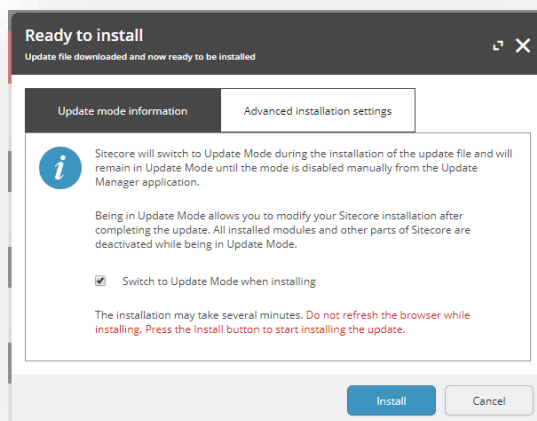 Ready to install
Update file downloaded and now ready to be installed
Update mode information
Advanced installation settings
Sitecore will switch to Update Mode during the installation of the update file and will
remain in Update Mode until the mode is disabled manually from the Update
Manager application.
Being in Update Mode allows you to modify your Sitecore installation after
completing the update. All installed modules and other parts of Sitecore are
deactivated while being in Update Mode.
Switch to Update Mode when installing
The installation may take several minutes. Do not refresh the browser while
installing. Press the Install button to start installing the update.
Install
Cancel